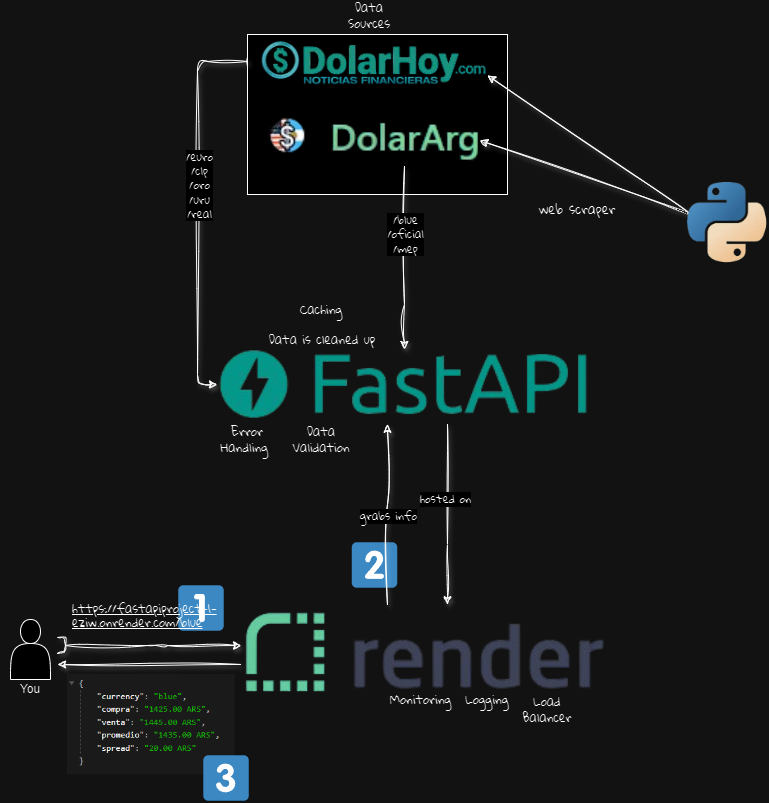 Data
Sources
DolarHoy.com
NOTICIAS FINANCIERAS
DolarArg
/euro
/clp
/oro
/uru
/real
/blue
/oficial
/mep
web scraper
Caching
Data is cleaned up
FastAPI
Error
Handling
Data
Validation
hosted on
grabs info
2
1
https://fastapiproject-1-
eziw.onrender.com/blue
You
render
Monitoring
Logging
Load
Balancer
{
"currency": "blue",
"compra": "1425.00 ARS",
"venta": "1445.00 ARS",
"promedio": "1435.00 ARS",
"spread": "20.00 ARS"
}
3